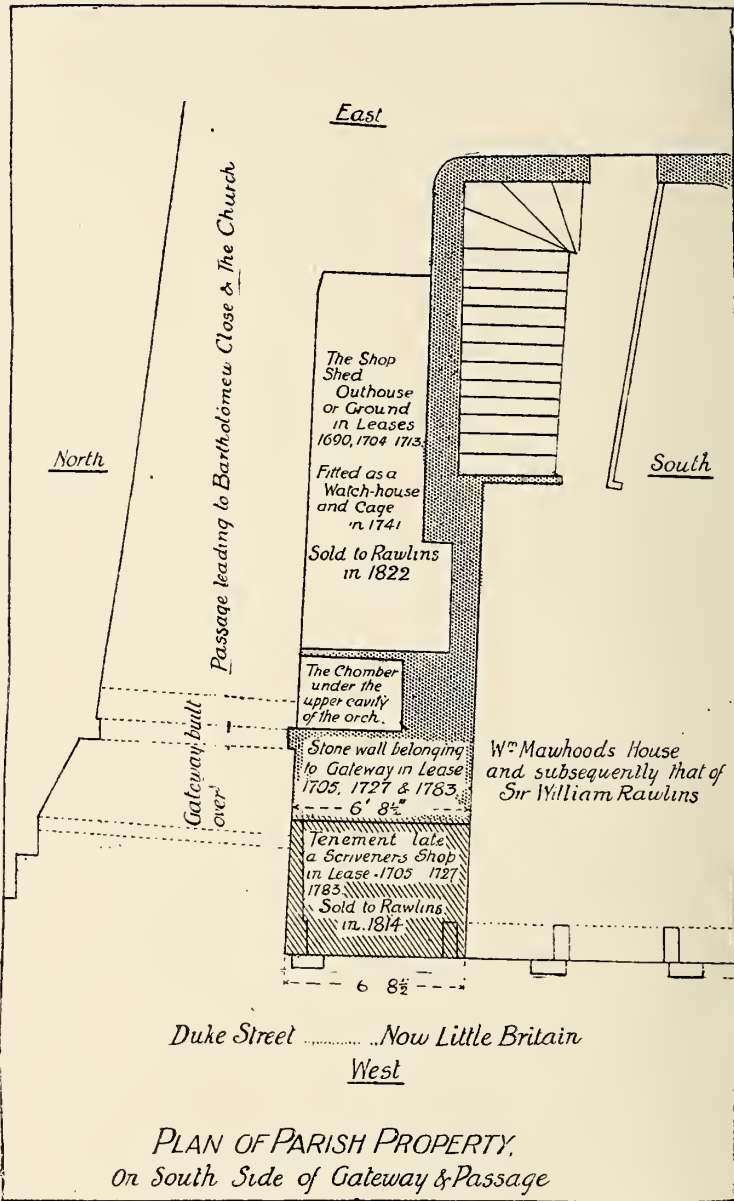 East
North
Passage leading to Bartholomew Close & The Church
The Shop
Shed
Outhouse
or Ground
in Leases
1690, 1704 1713.
Fitted as a
Watch-house
and Cage
in 1741
Sold to Rawlins
in 1822
South
The Chomber
under the
upper cavity
of the orch.
Gateway built
over
Stone wall belonging
to Gateway in Lease
1705, 1727 & 1783.
6' 8½"
Wm Mawhoods House
and subsequently that of
Sir William Rawlins
Tenement late
a Scriveners Shop
in Lease .1705 1727
1783.
Sold to Rawlins
in. 1814
6 8½"
Duke Street ............ Now Little Britain
West
PLAN OF PARISH PROPERTY.
On South Side of Gateway & Passage